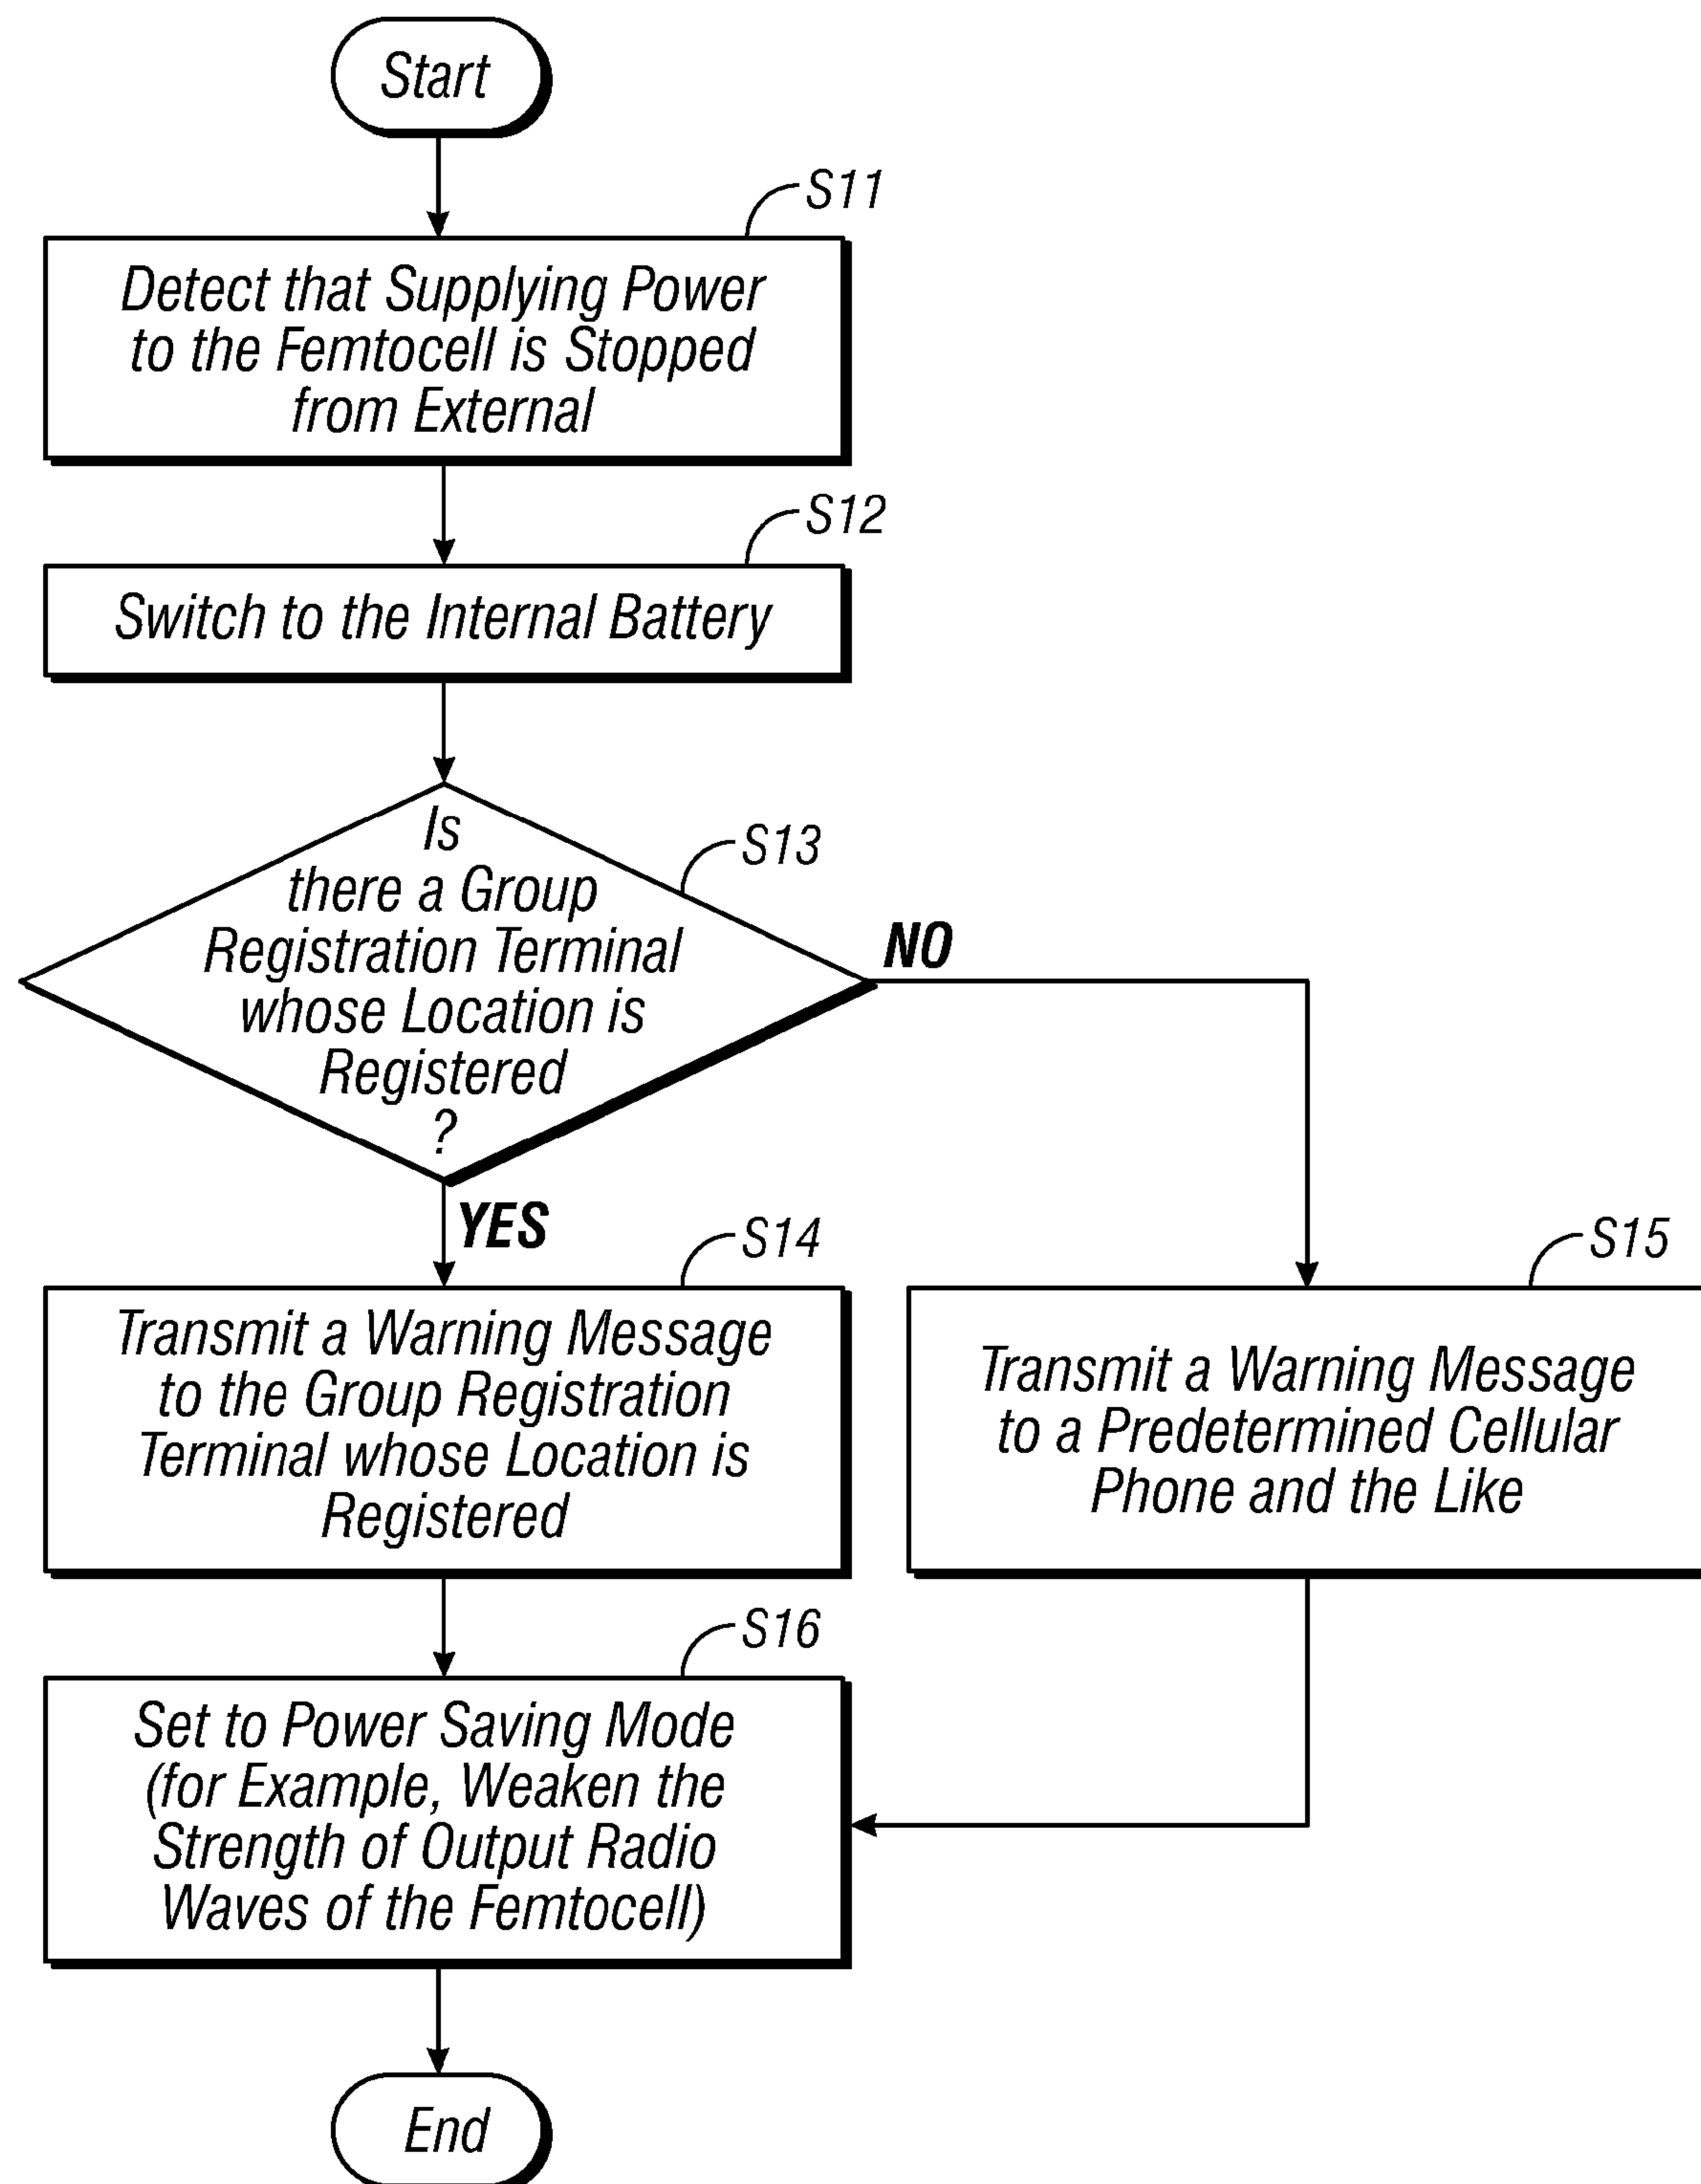 Start
S11
Detect that Supplying Power
to the Femtocell is Stopped
from External
S12
Switch to the Internal Battery
S13
Is
there a Group
Registration Terminal
whose Location is
Registered
?
NO
YES
S14
Transmit a Warning Message
to the Group Registration
Terminal whose Location is
Registered
S15
Transmit a Warning Message
to a Predetermined Cellular
Phone and the Like
S16
Set to Power Saving Mode
(for Example, Weaken the
Strength of Output Radio
Waves of the Femtocell)
End